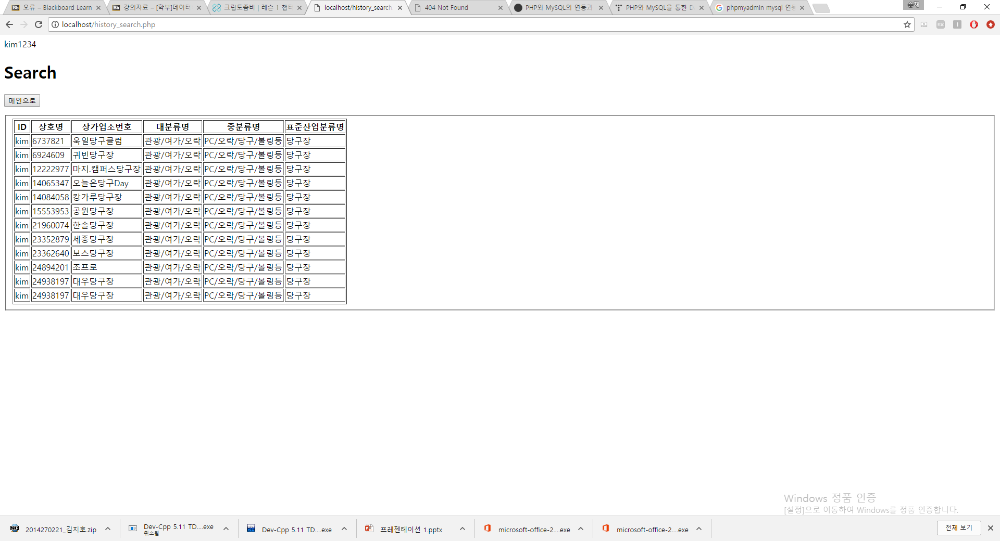 오류 – Blackboard Learn
강의자료 – [학부]데이터
크립토좀비 | 레슨 1 챕터
localhost/history_search
404 Not Found
PHP와 MySQL의 연동과
PHP와 MySQL을 통한 D
phpmyadmin mysql 연동
송재
localhost/history_search.php
kim1234
Search
메인으로
ID 상호명 상가업소번호 대분류명 중분류명 표준산업분류명
kim 6737821 욱일당구클럽 관광/여가/오락 PC/오락/당구/볼링등 당구장
kim 6924609 귀빈당구장 관광/여가/오락 PC/오락/당구/볼링등 당구장
kim 12222977 마지.캠퍼스당구장 관광/여가/오락 PC/오락/당구/볼링등 당구장
kim 14065347 오늘은당구Day 관광/여가/오락 PC/오락/당구/볼링등 당구장
kim 14084058 캉가루당구장 관광/여가/오락 PC/오락/당구/볼링등 당구장
kim 15553953 공원당구장 관광/여가/오락 PC/오락/당구/볼링등 당구장
kim 21960074 한솔당구장 관광/여가/오락 PC/오락/당구/볼링등 당구장
kim 23352879 세종당구장 관광/여가/오락 PC/오락/당구/볼링등 당구장
kim 23362640 보스당구장 관광/여가/오락 PC/오락/당구/볼링등 당구장
kim 24894201 조프로 관광/여가/오락 PC/오락/당구/볼링등 당구장
kim 24938197 대우당구장 관광/여가/오락 PC/오락/당구/볼링등 당구장
kim 24938197 대우당구장 관광/여가/오락 PC/오락/당구/볼링등 당구장
Windows 정품 인증
[설정]으로 이동하여 Windows를 정품 인증합니다.
2014270221_김지호.zip
Dev-Cpp 5.11 TD....exe
취소됨
Dev-Cpp 5.11 TD....exe
프레젠테이션 1.pptx
microsoft-office-2....exe
microsoft-office-2....exe
전체 보기